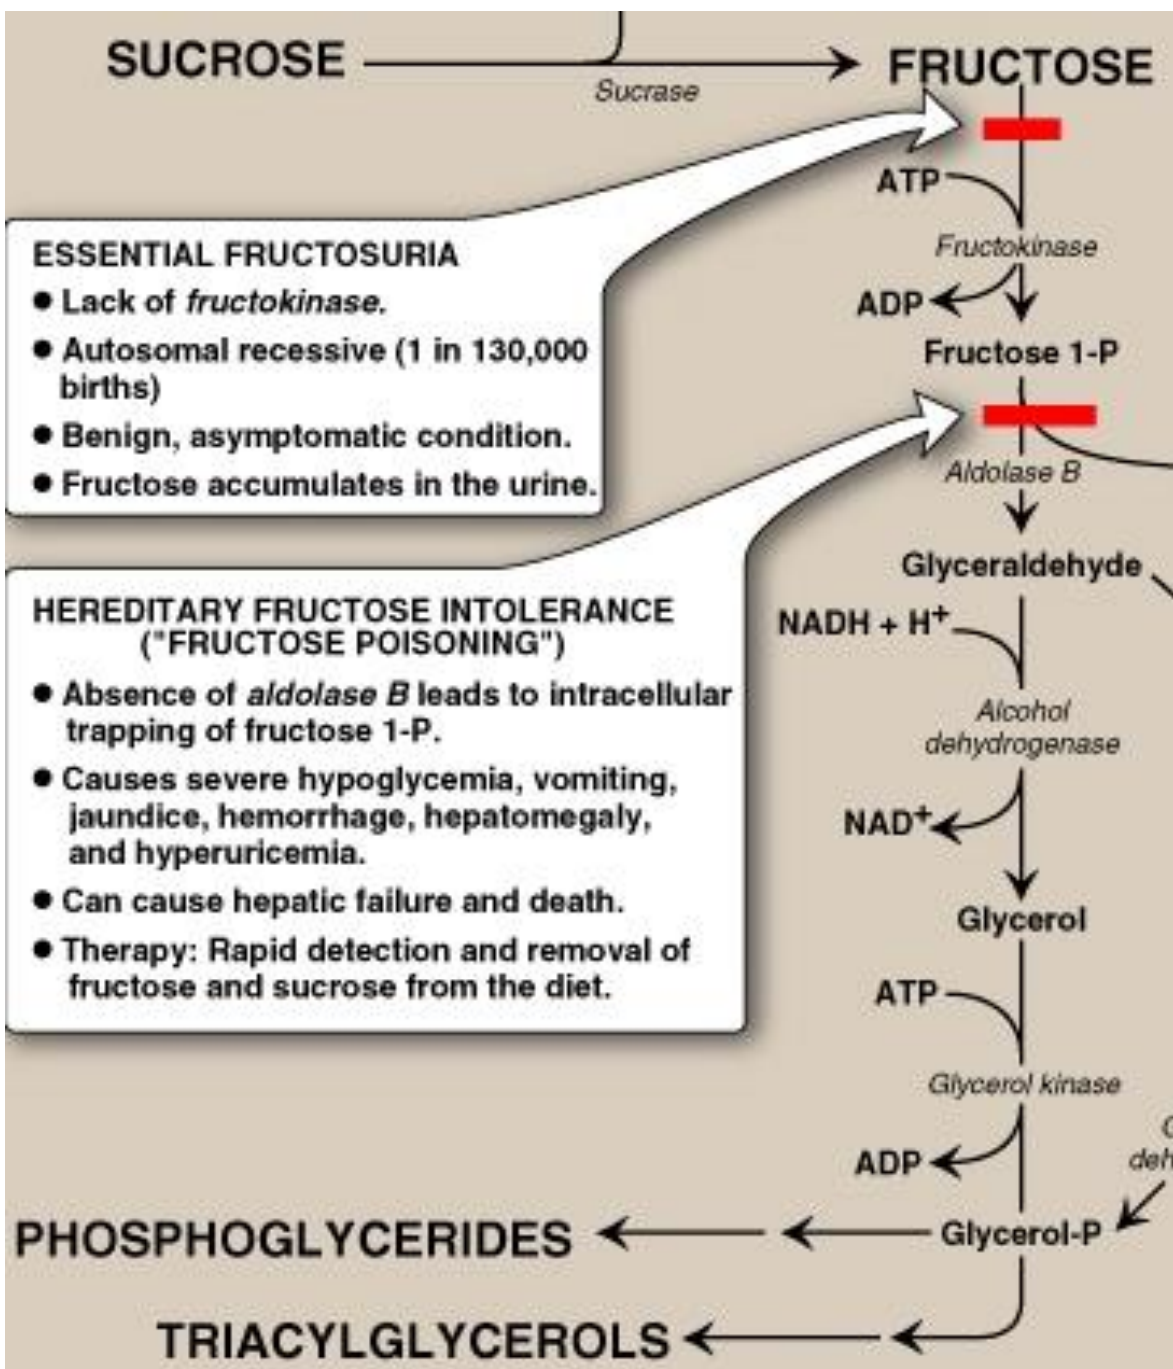 SUCROSE
Sucrase
FRUCTOSE
ATP
Fructokinase
ADP
Fructose 1-P
Aldolase B
Glyceraldehyde
NADH + H+
Alcohol
dehydrogenase
NAD+
Glycerol
ATP
Glycerol kinase
ADP
Glycerol-P
PHOSPHOGLYCERIDES
TRIACYLGLYCEROLS
ESSENTIAL FRUCTOSURIA
● Lack of fructokinase.
● Autosomal recessive (1 in 130,000
births)
● Benign, asymptomatic condition.
● Fructose accumulates in the urine.
HEREDITARY FRUCTOSE INTOLERANCE
("FRUCTOSE POISONING")
● Absence of aldolase B leads to intracellular
trapping of fructose 1-P.
● Causes severe hypoglycemia, vomiting,
jaundice, hemorrhage, hepatomegaly,
and hyperuricemia.
● Can cause hepatic failure and death.
● Therapy: Rapid detection and removal of
fructose and sucrose from the diet.